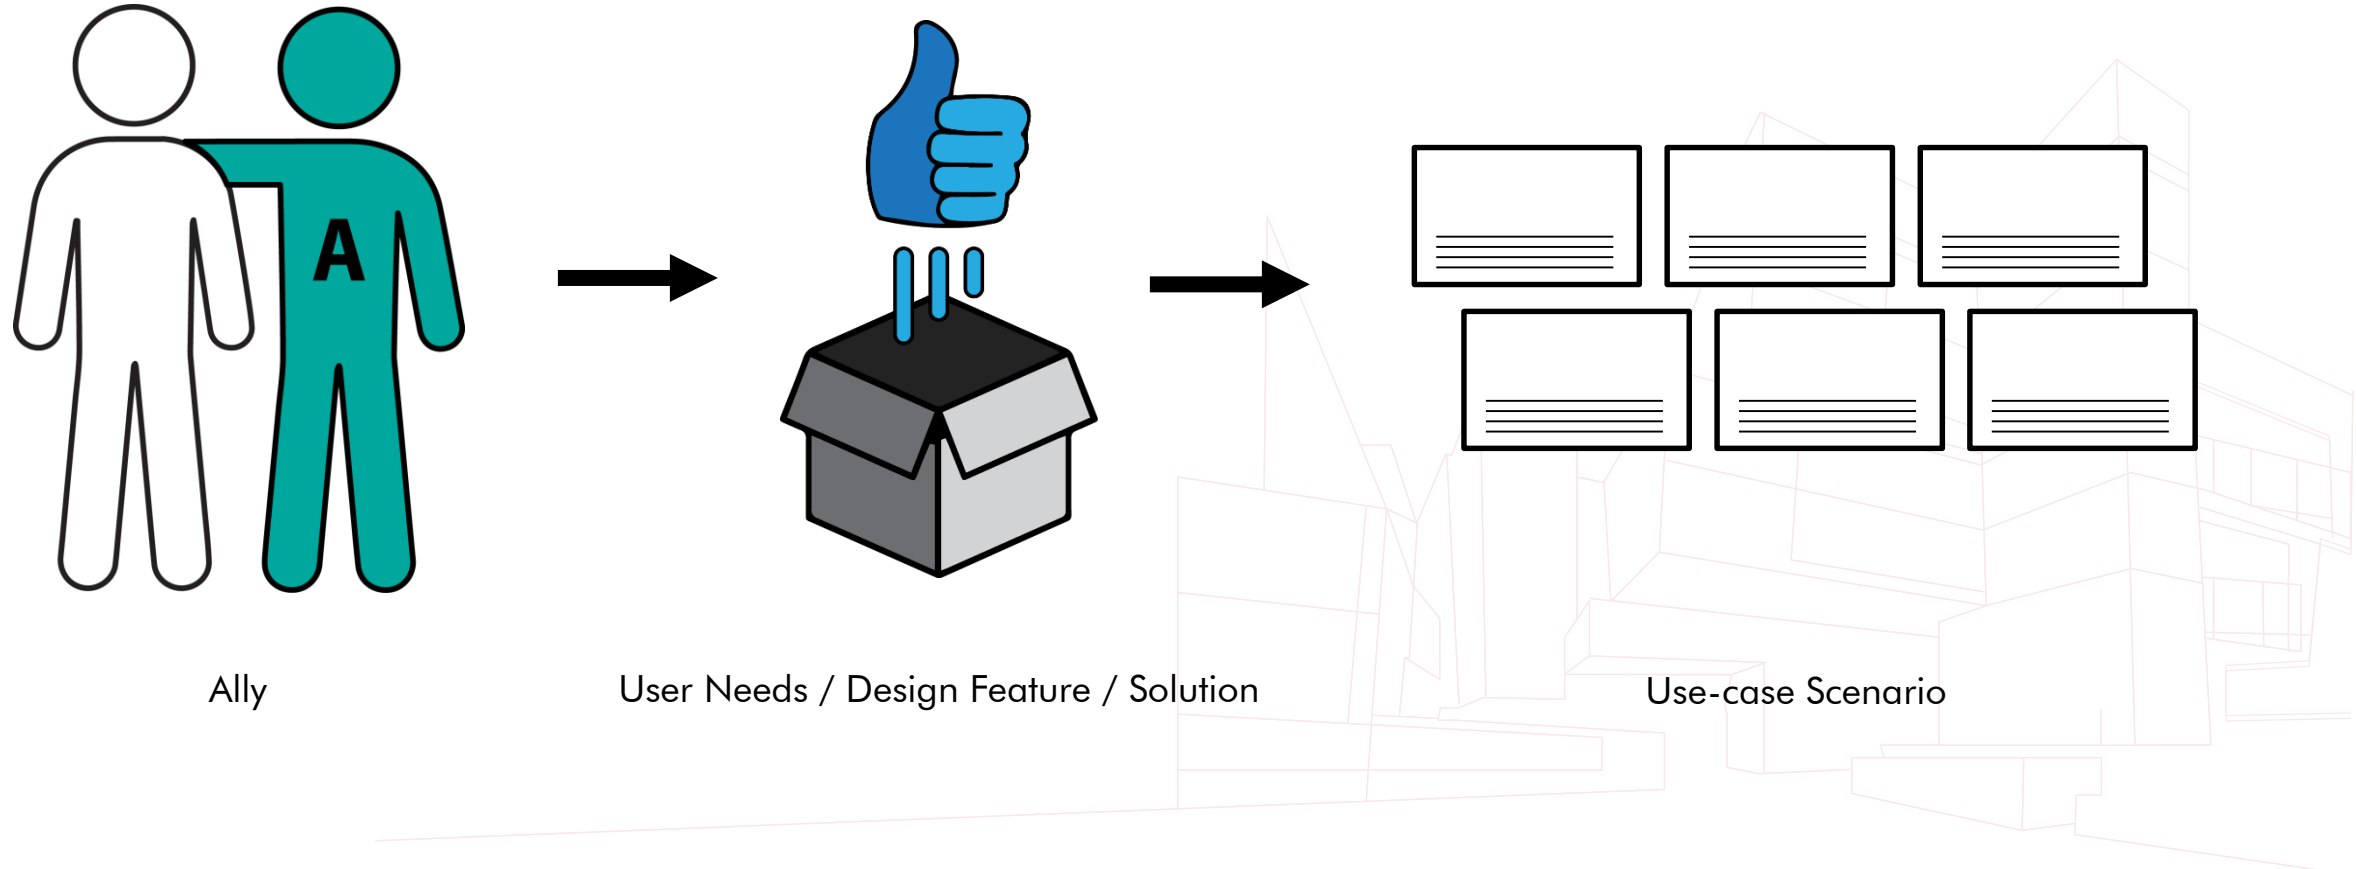 A
Ally
User Needs / Design Feature / Solution
Use-case Scenario